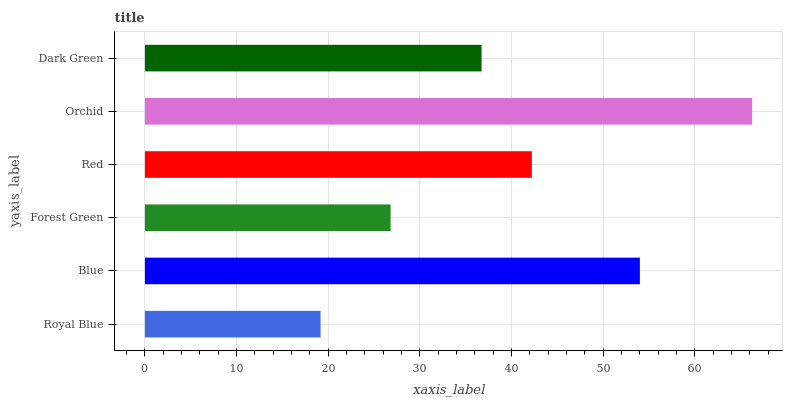 title
Dark Green
Orchid
Red
Forest Green
Blue
Royal Blue
yaxis_label
0 10 20 30 40 50 60
xaxis_label